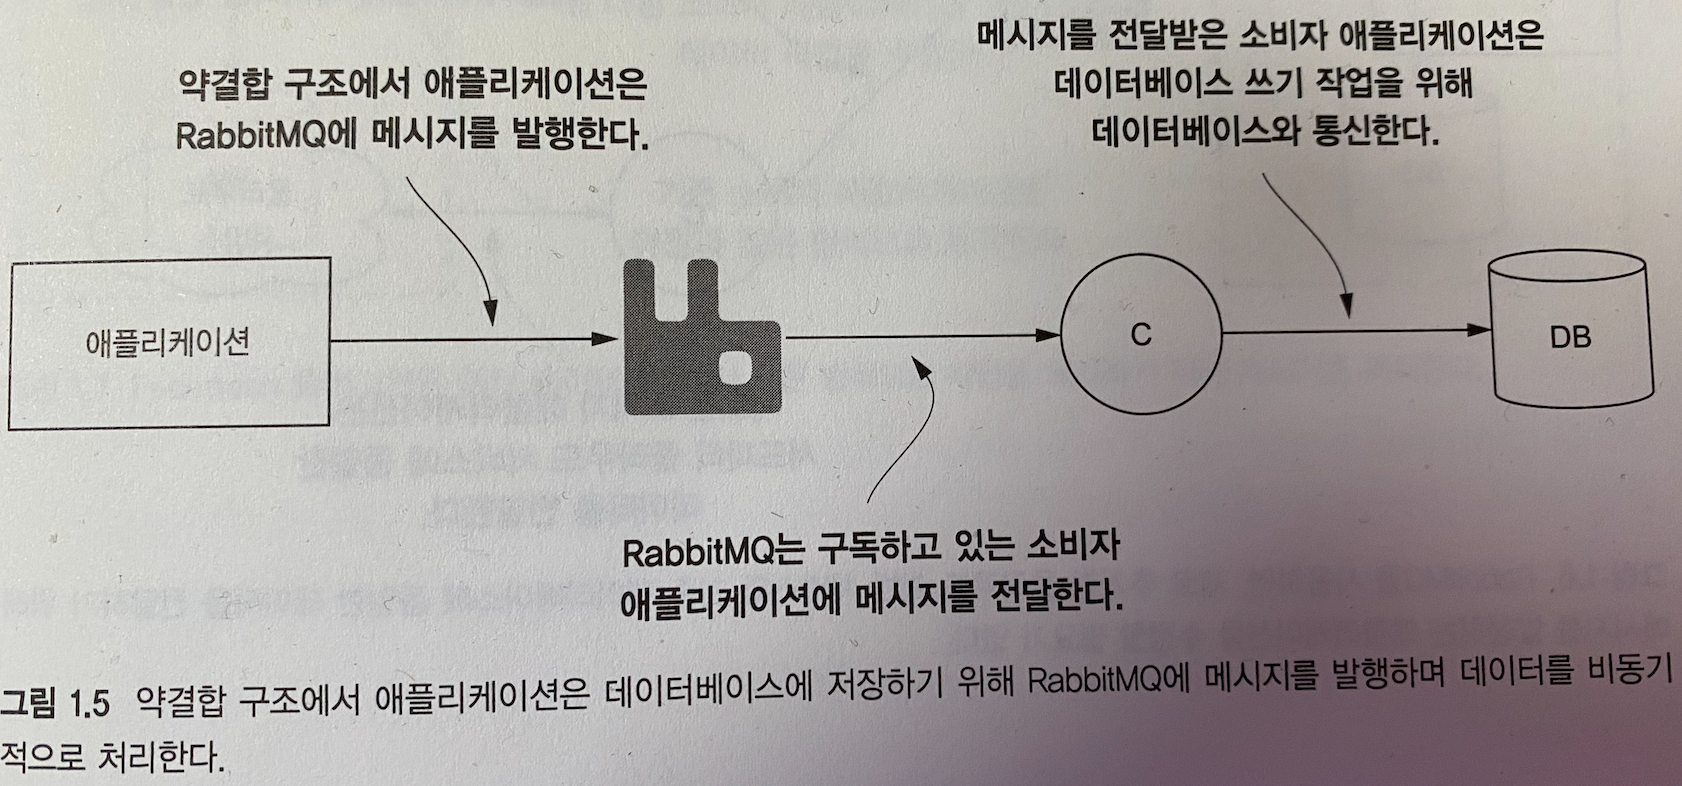 메시지를 전달받은 소비자 애플리케이션은
데이터베이스 쓰기 작업을 위해
데이터베이스와 통신한다.
약결합 구조에서 애플리케이션은
RabbitMQ에 메시지를 발행한다.
애플리케이션
C
DB
RabbitMQ는 구독하고 있는 소비자
애플리케이션에 메시지를 전달한다.
그림 1.5 약결합 구조에서 애플리케이션은 데이터베이스에 저장하기 위해 RabbitMQ에 메시지를 발행하며 데이터를 비동기
적으로 처리한다.